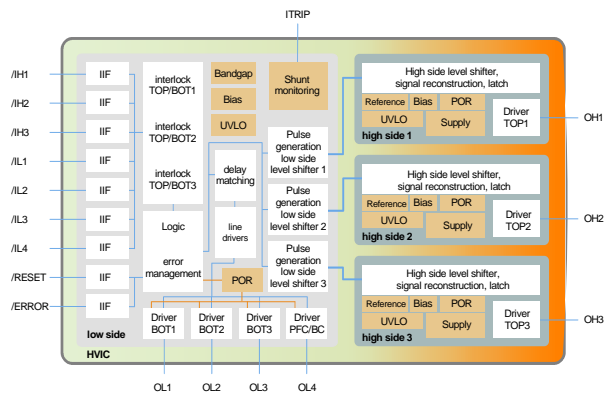 ITRIP
/IH1
/IH2
/IH3
/IL1
/IL2
/IL3
/IL4
/RESET
/ERROR
IIF
IIF
IIF
IIF
IIF
IIF
IIF
IIF
IIF
interlock
TOP/BOT1
interlock
TOP/BOT2
interlock
TOP/BOT3
Logic
error
management
Bandgap
Bias
UVLO
delay
matching
line
drivers
POR
Shunt
monitoring
Pulse
generation
low side
level shifter 1
Pulse
generation
low side
level shifter 2
Pulse
generation
low side
level shifter 3
Driver
BOT1
Driver
BOT2
Driver
BOT3
Driver
PFC/BC
low side
HVIC
OL1
OL2
OL3
OL4
High side level shifter,
signal reconstruction, latch
Reference
Bias
POR
UVLO
Supply
Driver
TOP1
high side 1
OH1
High side level shifter,
signal reconstruction, latch
Reference
Bias
POR
UVLO
Supply
Driver
TOP2
high side 2
OH2
High side level shifter,
signal reconstruction, latch
Reference
Bias
POR
UVLO
Supply
Driver
TOP3
high side 3
OH3